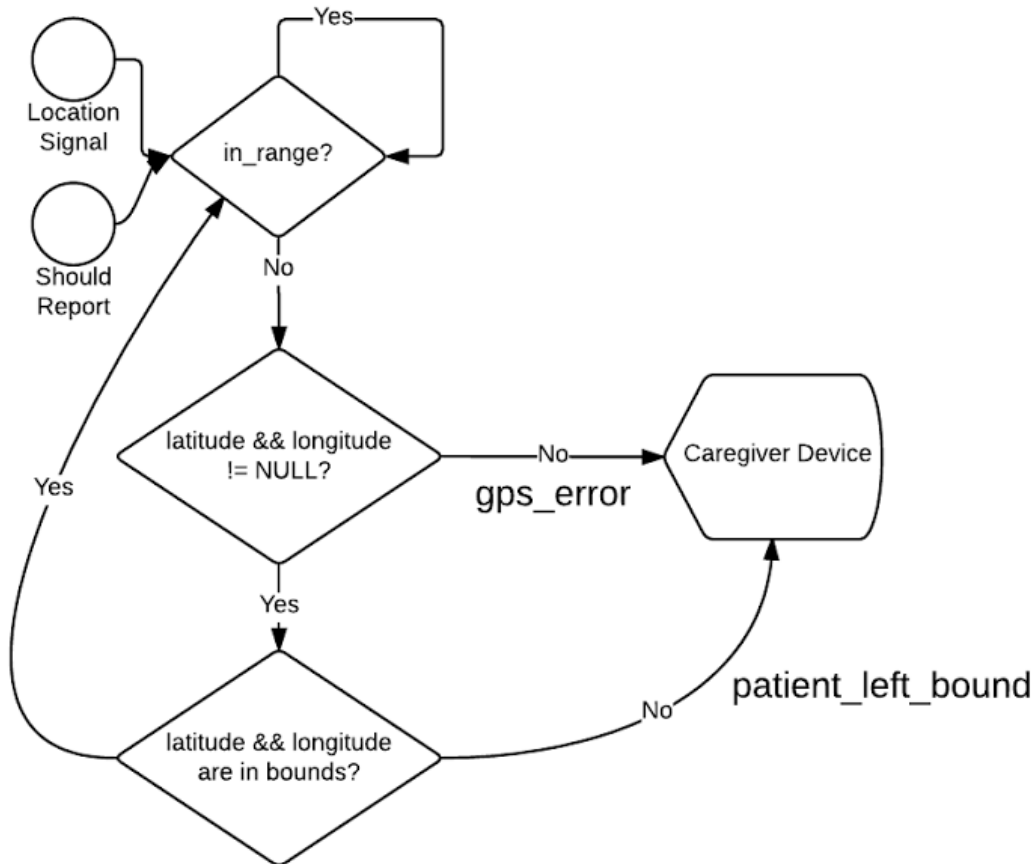 Yes
Location
Signal
in_range?
Should
Report
No
latitude && longitude
!= NULL?
No
gps_error
Caregiver Device
Yes
Yes
latitude && longitude
are in bounds?
No
patient_left_bound